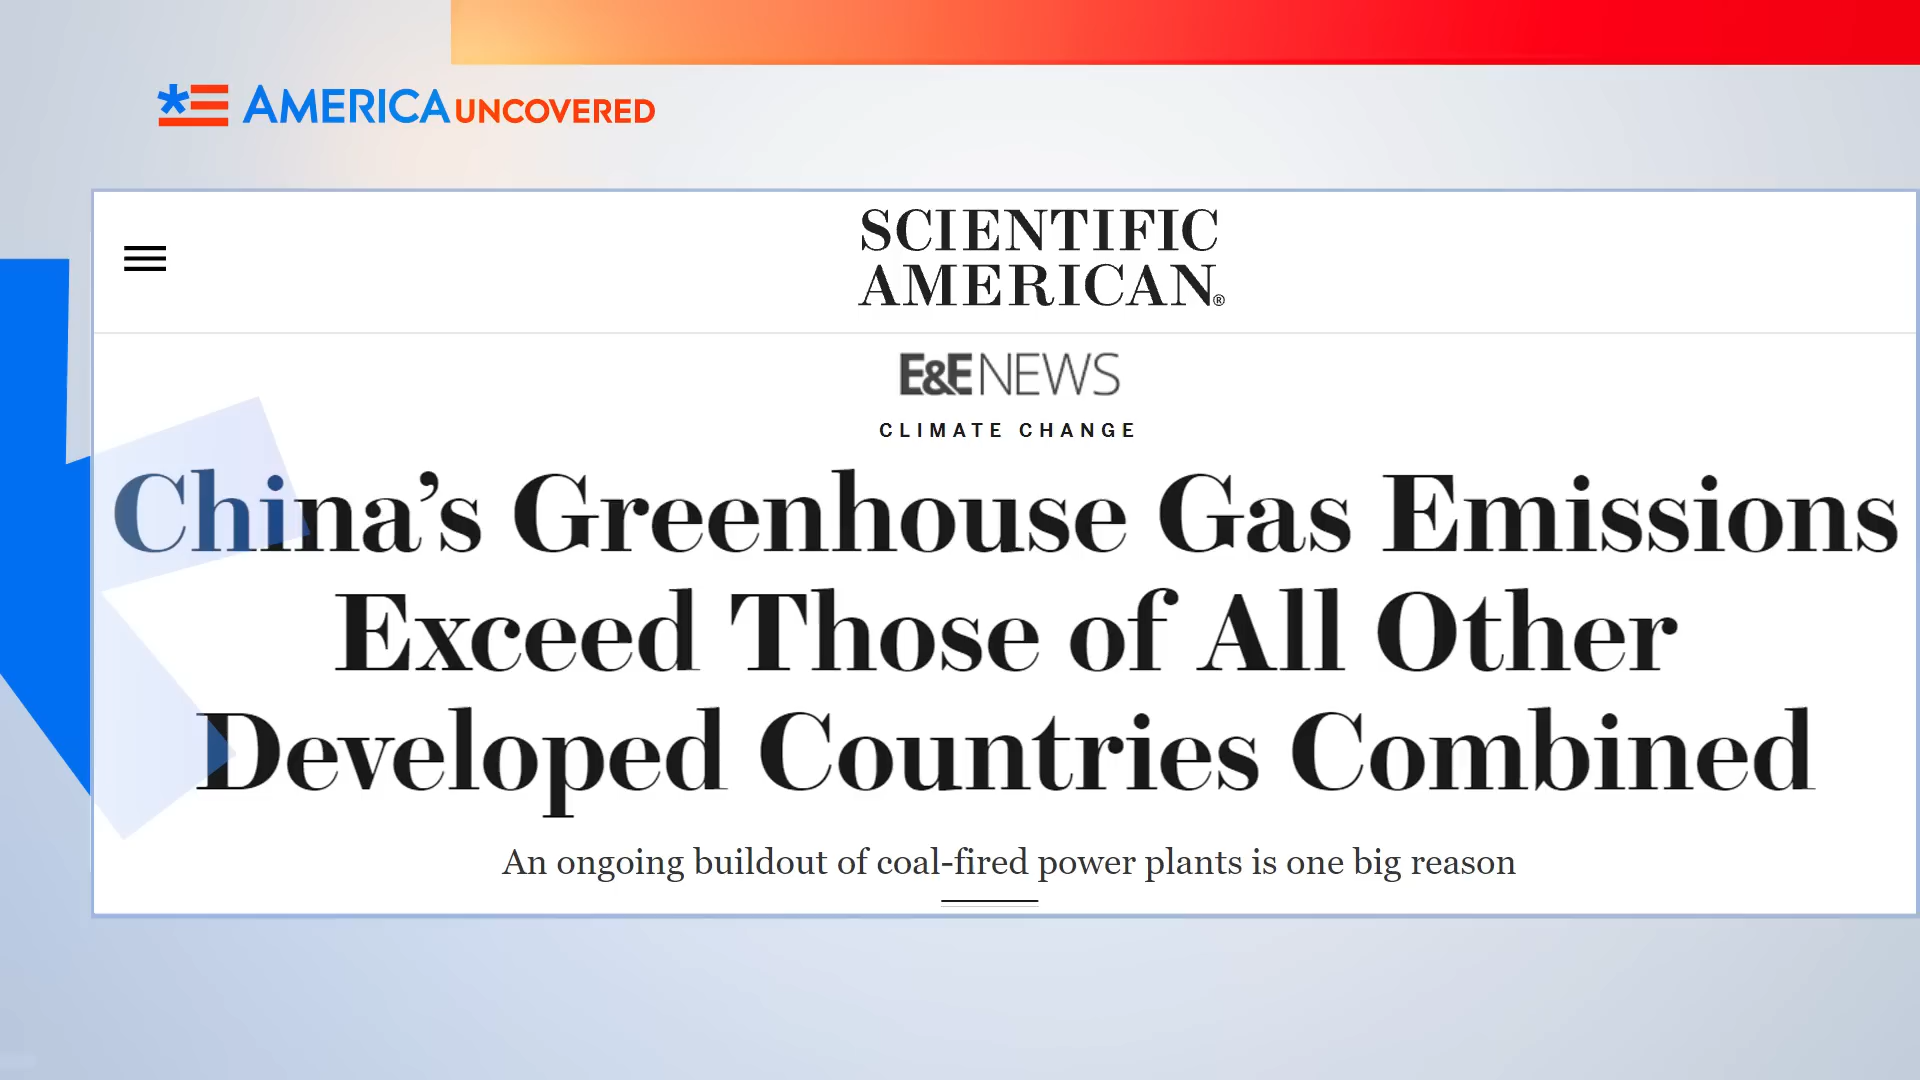 AMERICA UNCOVERED
SCIENTIFIC
AMERICAN®
E&E NEWS
CLIMATE CHANGE
China’s Greenhouse Gas Emissions
Exceed Those of All Other
Developed Countries Combined
An ongoing buildout of coal-fired power plants is one big reason